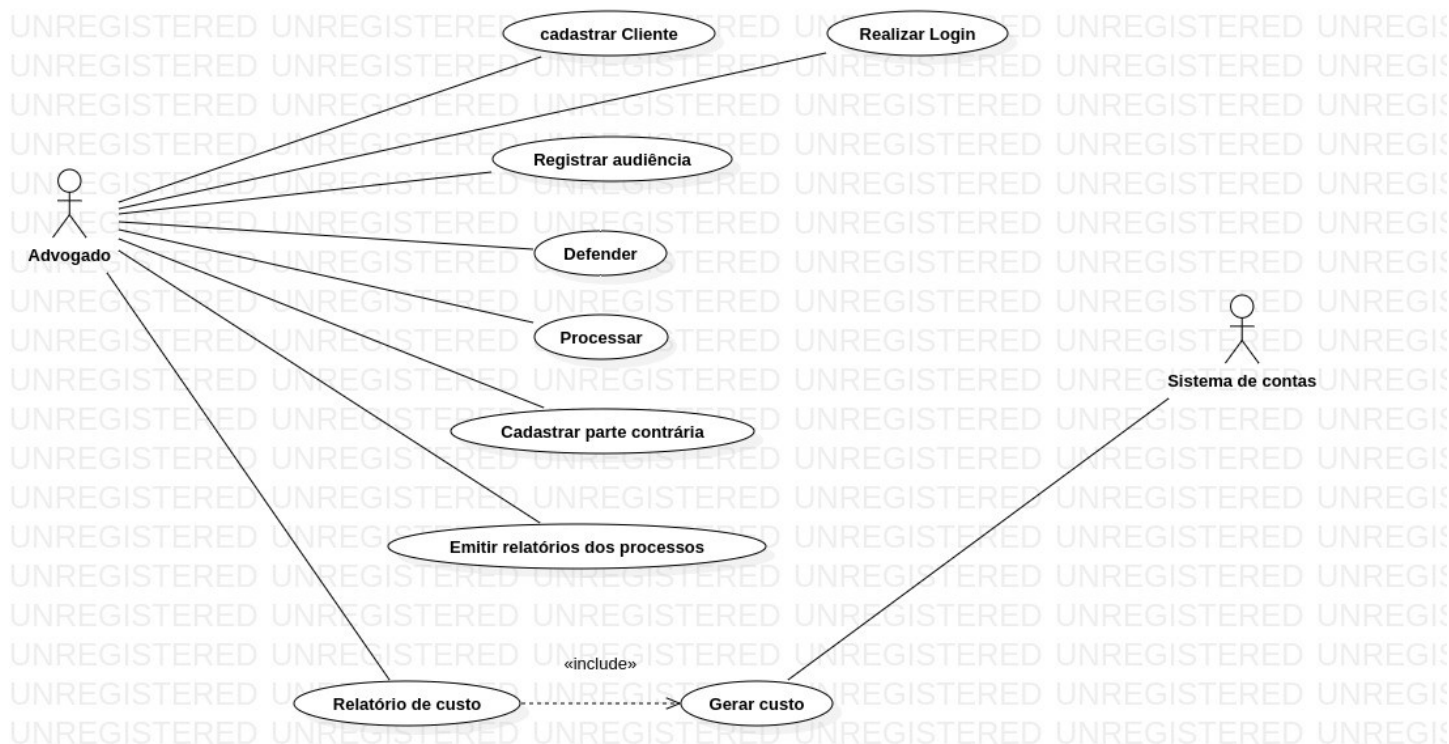 cadastrar Cliente
Realizar Login
Registrar audiência
Advogado
Defender
Processar
Sistema de contas
Cadastrar parte contrária
Emitir relatórios dos processos
«include»
Relatório de custo
Gerar custo
UNREGISTERED